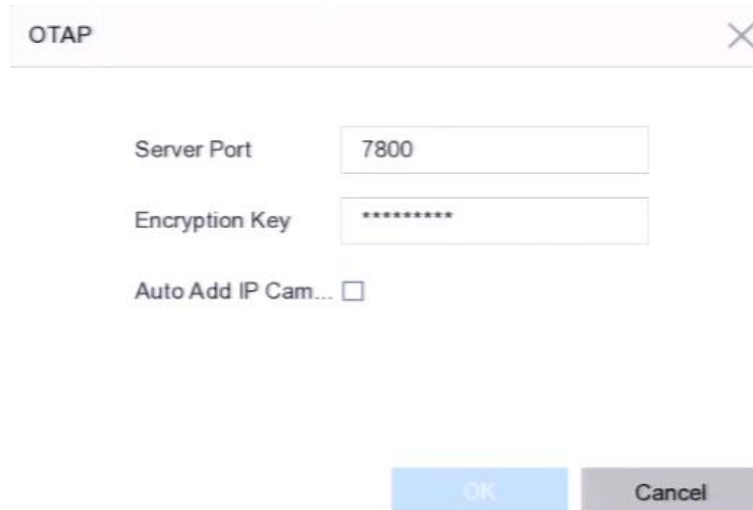 OTAP
Server Port 7800
Encryption Key *********
Auto Add IP Cam...
OK Cancel